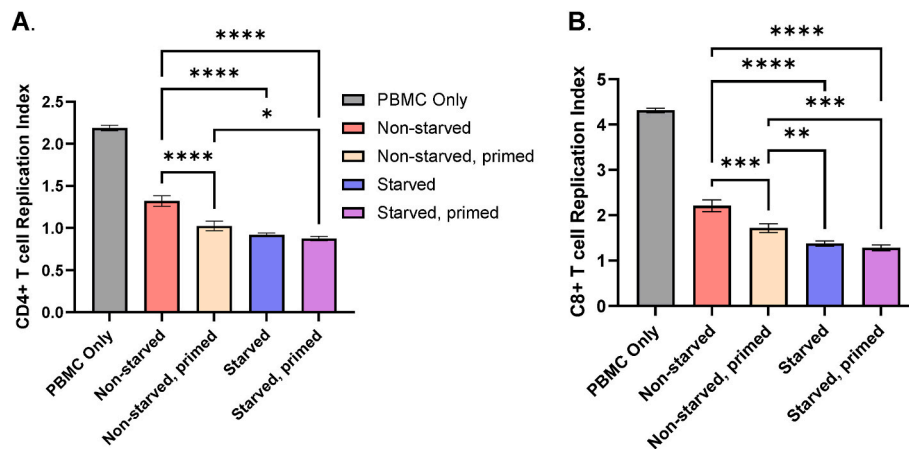 A.
CD4+ T cell Replication Index
2.5
2.0
1.5
1.0
0.5
0.0
****
****
*
****
PBMC Only
Non-starved
Non-starved, primed
Starved
Starved, primed
PBMC Only
Non-starved
Non-starved, primed
Starved
Starved, primed
B.
C8+ T cell Replication Index
5
4
3
2
1
0
****
****
***
**
***
PBMC Only
Non-starved
Non-starved, primed
Starved
Starved, primed